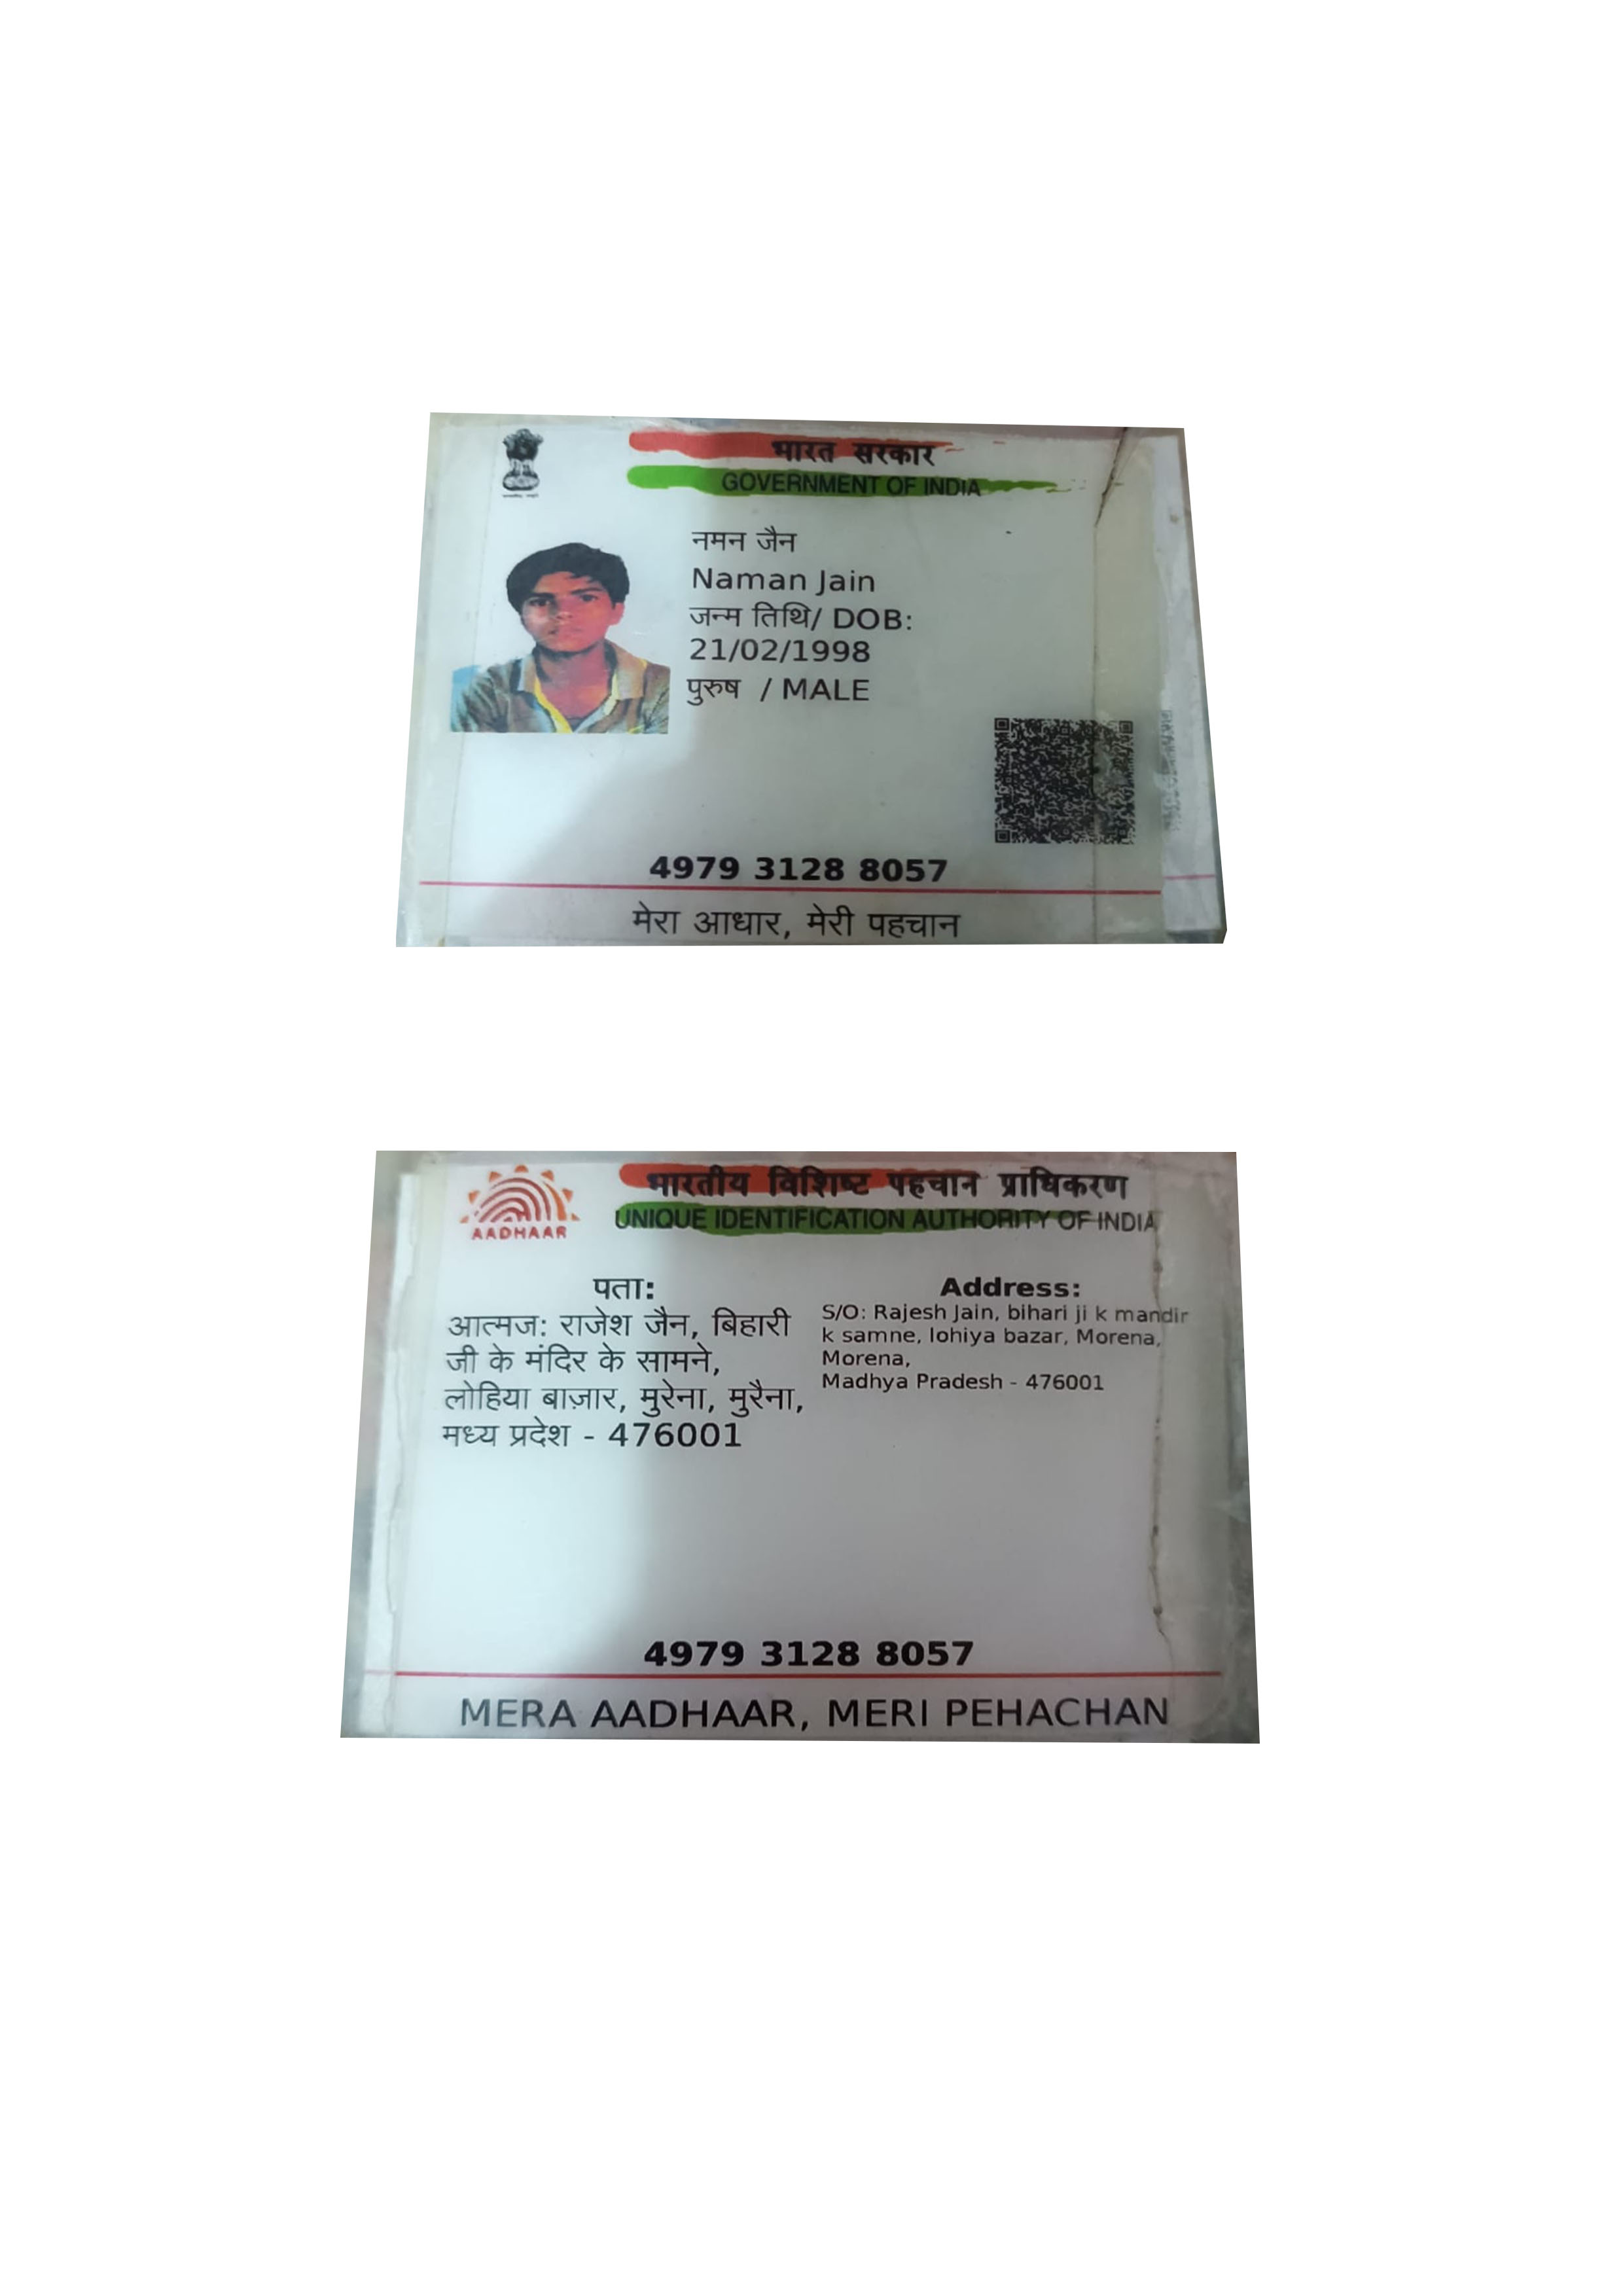 भारत सरकार
GOVERNMENT OF INDIA
नमन जैन
Naman Jain
जन्म तिथि/ DOB:
21/02/1998
पुरुष / MALE
4979 3128 8057
मेरा आधार, मेरी पहचान
भारतीय विशिष्ट पहचान प्राधिकरण
UNIQUE IDENTIFICATION AUTHORITY OF INDIA
AADHAAR
पता:
आत्मज: राजेश जैन, बिहारी
जी के मंदिर के सामने,
लोहिया बाज़ार, मुरेना, मुरैना,
मध्य प्रदेश - 476001
Address:
S/O: Rajesh Jain, bihari ji k mandir
k samne, lohiya bazar, Morena,
Morena,
Madhya Pradesh - 476001
4979 3128 8057
MERA AADHAAR, MERI PEHACHAN